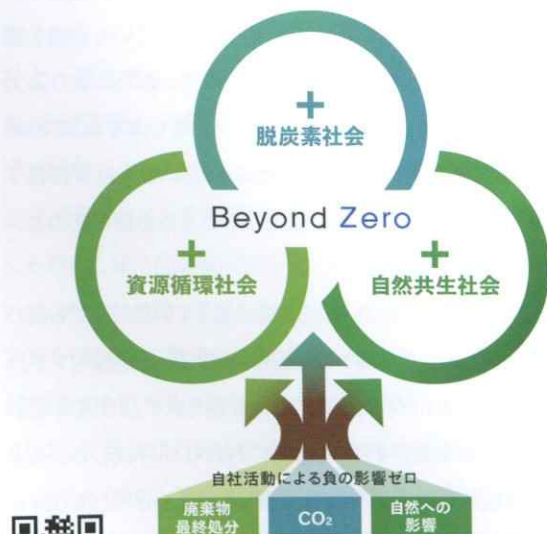 +
脱炭素社会
Beyond Zero
+
資源循環社会
+
自然共生社会
自社活動による負の影響ゼロ
廃棄物
最終処分
CO₂
自然への
影響